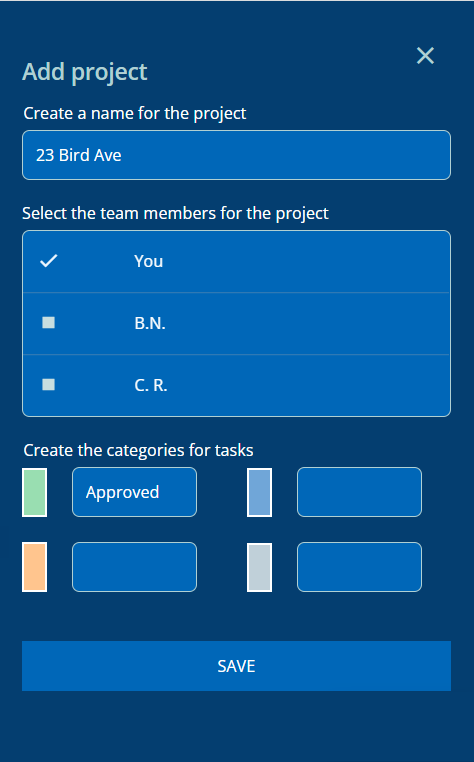 Add project
Create a name for the project
23 Bird Ave
Select the team members for the project
You
B.N.
C. R.
Create the categories for tasks
Approved
SAVE